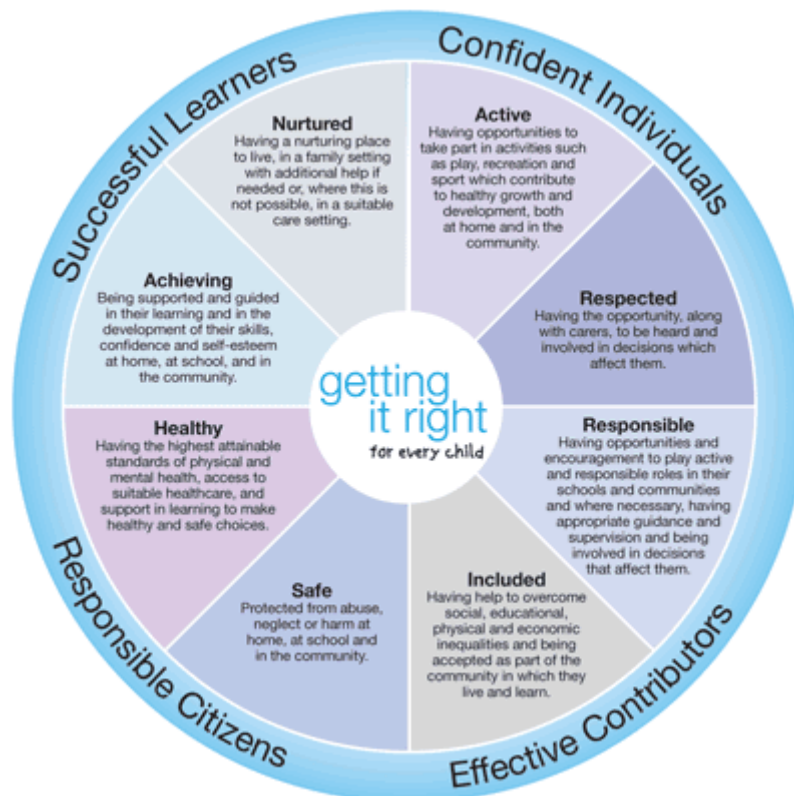 Successful Learners
Confident Individuals
Nurtured
Having a nurturing place
to live, in a family setting
with additional help if
needed or, where this is
not possible, in a suitable
care setting.
Active
Having opportunities to
take part in activities such
as play, recreation and
sport which contribute
to healthy growth and
development, both
at home and in the
community.
Achieving
Being supported and guided
in their learning and in the
development of their skills,
confidence and self-esteem
at home, at school, and in
the community.
Respected
Having the opportunity, along
with carers, to be heard and
involved in decisions which
affect them.
getting
it right
for every child
Healthy
Having the highest attainable
standards of physical and
mental health, access to
suitable healthcare, and
support in learning to make
healthy and safe choices.
Responsible
Having opportunities and
encouragement to play active
and responsible roles in their
schools and communities
and where necessary, having
appropriate guidance and
supervision and being
involved in decisions
that affect them.
Safe
Protected from abuse,
neglect or harm at
home, at school and
in the community.
Included
Having help to overcome
social, educational,
physical and economic
inequalities and being
accepted as part of the
community in which they
live and learn.
Responsible Citizens
Effective Contributors